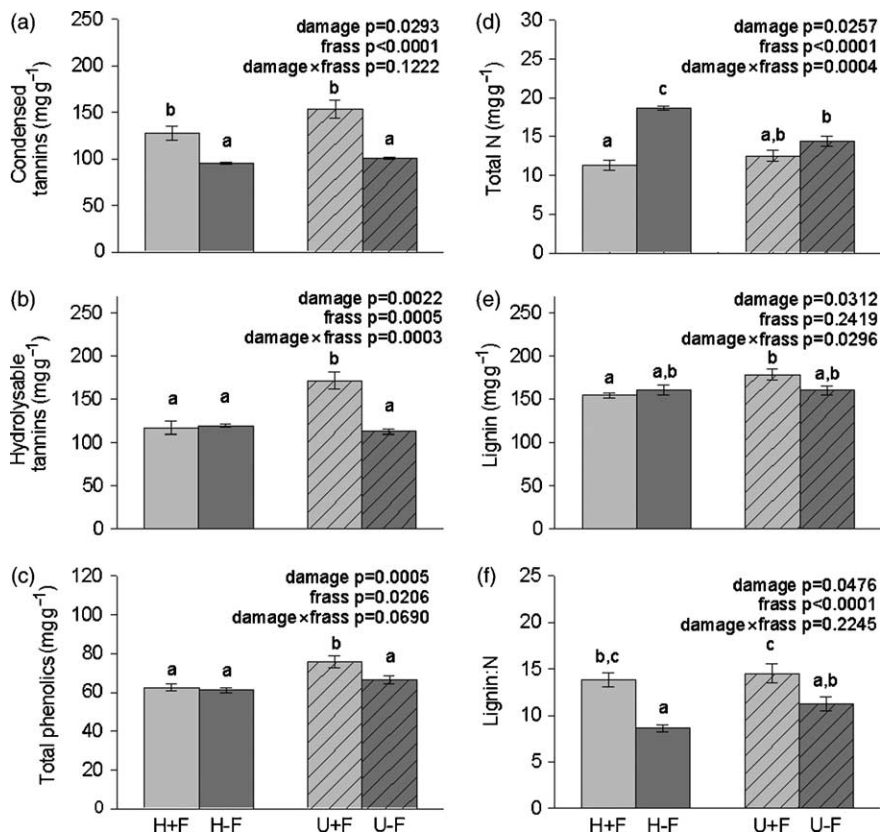 (a)
250
200
150
100
50
0
Condensed
tannins (mg g⁻¹)
damage p=0.0293
frass p<0.0001
damage×frass p=0.1222
b
a
b
a
(b)
250
200
150
100
50
0
Hydrolysable
tannins (mg g⁻¹)
damage p=0.0022
frass p=0.0005
damage×frass p=0.0003
a
a
b
a
(c)
120
100
80
60
40
20
0
Total phenolics (mg g⁻¹)
damage p=0.0005
frass p=0.0206
damage×frass p=0.0690
a
a
b
a
H+F H-F U+F U-F
(d)
35
30
25
20
15
10
5
0
Total N (mg g⁻¹)
damage p=0.0257
frass p<0.0001
damage×frass p=0.0004
a
c
a,b
b
(e)
250
200
150
100
50
0
Lignin (mg g⁻¹)
damage p=0.0312
frass p=0.2419
damage×frass p=0.0296
a
a,b
b
a,b
(f)
25
20
15
10
5
0
Lignin:N
damage p=0.0476
frass p<0.0001
damage×frass p=0.2245
b,c
a
c
a,b
H+F H-F U+F U-F